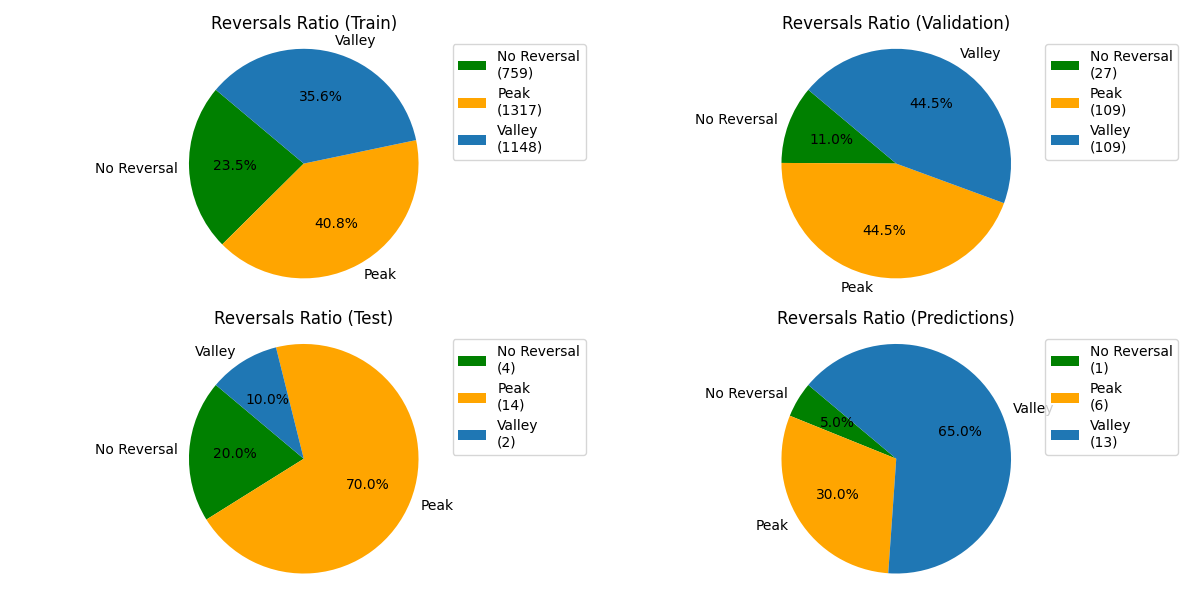 Reversals Ratio (Train)
Valley
35.6%
No Reversal
23.5%
40.8%
Peak
No Reversal
(759)
Peak
(1317)
Valley
(1148)
Reversals Ratio (Validation)
Valley
44.5%
No Reversal
11.0%
44.5%
Peak
No Reversal
(27)
Peak
(109)
Valley
(109)
Reversals Ratio (Test)
Valley
10.0%
No Reversal
20.0%
70.0%
Peak
No Reversal
(4)
Peak
(14)
Valley
(2)
Reversals Ratio (Predictions)
No Reversal
5.0%
Valley
65.0%
30.0%
Peak
No Reversal
(1)
Peak
(6)
Valley
(13)